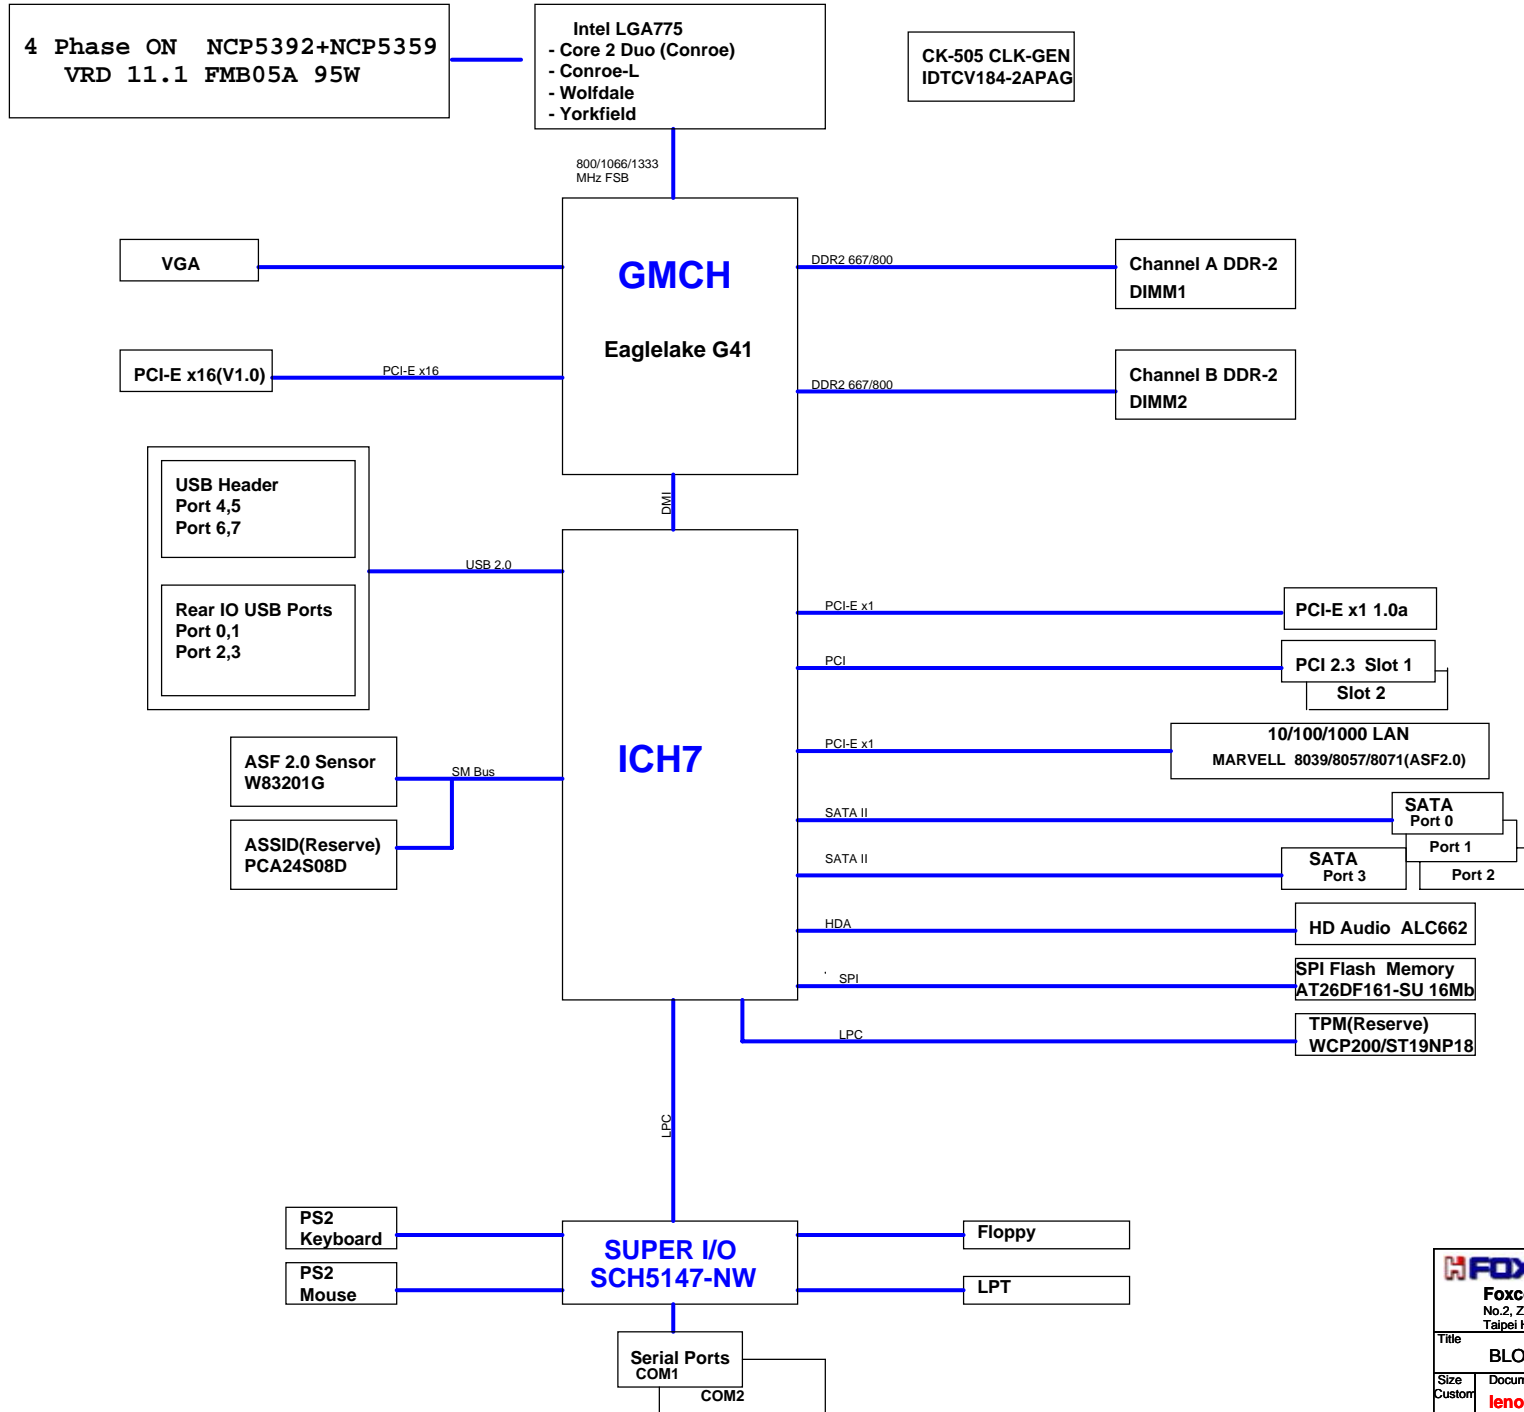 4 Phase ON NCP5392+NCP5359
VRD 11.1 FMB05A 95W
Intel LGA775
- Core 2 Duo (Conroe)
- Conroe-L
- Wolfdale
- Yorkfield
CK-505 CLK-GEN
IDTCV184-2APAG
800/1066/1333
MHz FSB
VGA
GMCH
DDR2 667/800
Channel A DDR-2
DIMM1
Eaglelake G41
PCI-E x16(V1.0)
PCI-E x16
DDR2 667/800
Channel B DDR-2
DIMM2
USB Header
Port 4,5
Port 6,7
DMI
USB 2.0
Rear IO USB Ports
Port 0,1
Port 2,3
PCI-E x1
PCI-E x1 1.0a
PCI
PCI 2.3 Slot 1
Slot 2
ICH7
PCI-E x1
10/100/1000 LAN
MARVELL 8039/8057/8071(ASF2.0)
ASF 2.0 Sensor
W83201G
SM Bus
ASSID(Reserve)
PCA24S08D
SATA II
SATA
Port 0
Port 1
Port 2
SATA II
SATA
Port 3
HDA
HD Audio ALC662
SPI
SPI Flash Memory
AT26DF161-SU 16Mb
LPC
TPM(Reserve)
WCP200/ST19NP18
LPC
PS2
Keyboard
PS2
Mouse
SUPER I/O
SCH5147-NW
Floppy
LPT
Serial Ports
COM1
COM2
No.2, Z
Taipei
Title
BLO
Size
Custom